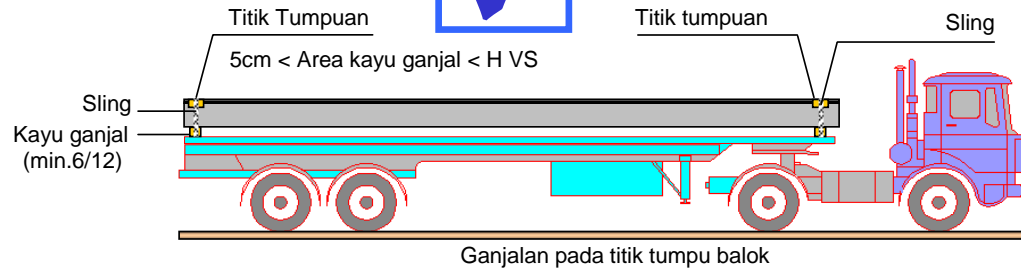 Titik Tumpuan
Titik tumpuan
Sling
5cm < Area kayu ganjal < H VS
Sling
Kayu ganjal
(min.6/12)
Ganjalan pada titik tumpu balok